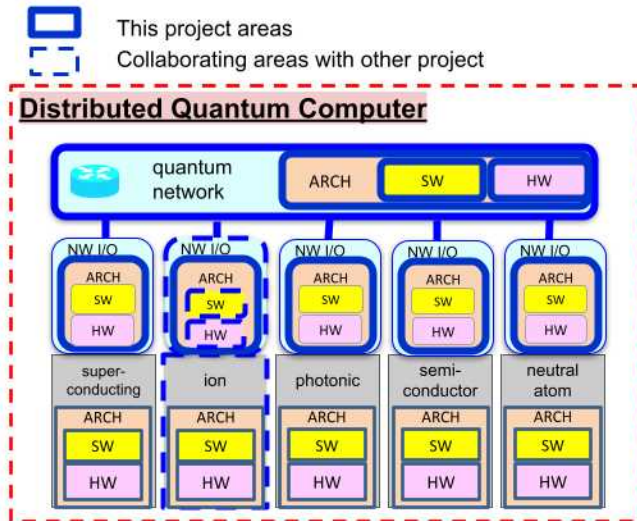 This project areas
Collaborating areas with other project
Distributed Quantum Computer
quantum
network
ARCH
SW
HW
NW I/O
NW I/O
NW I/O
NW I/O
NW I/O
ARCH
ARCH
ARCH
ARCH
ARCH
SW
SW
SW
SW
SW
HW
HW
HW
HW
HW
super-
conducting
ion
photonic
semi-
conductor
neutral
atom
ARCH
ARCH
ARCH
ARCH
ARCH
SW
SW
SW
SW
SW
HW
HW
HW
HW
HW